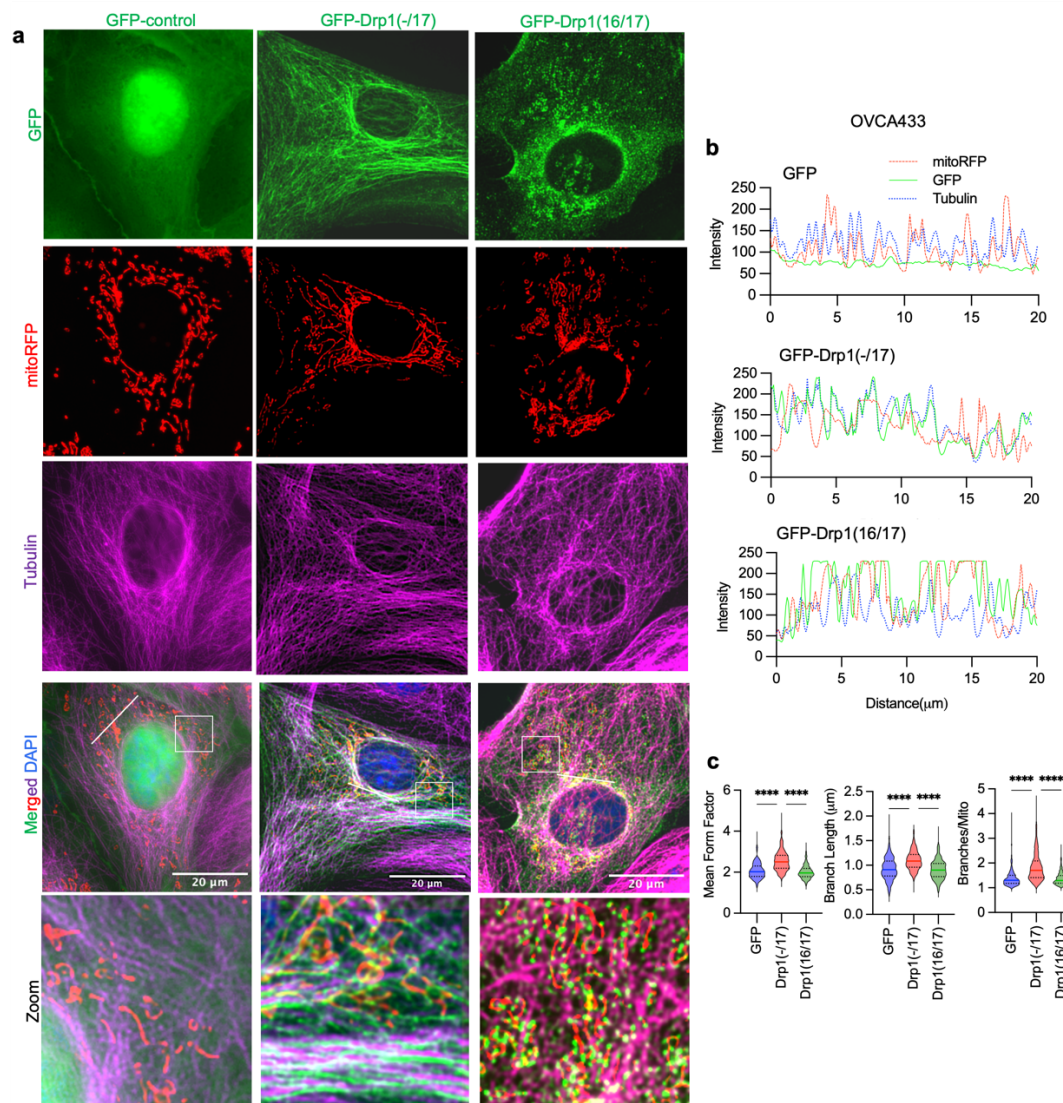 a
GFP-control
GFP-Drp1(-/17)
GFP-Drp1(16/17)
GFP
mitoRFP
Tubulin
Merged DAPI
20 µm
20 µm
20 µm
Zoom
OVCA433
b
GFP
mitoRFP
GFP
Tubulin
Intensity
250
200
150
100
50
0
0 5 10 15 20
GFP-Drp1(-/17)
Intensity
250
200
150
100
50
0
0 5 10 15 20
GFP-Drp1(16/17)
Intensity
250
200
150
100
50
0
0 5 10 15 20
Distance(µm)
c
Mean Form Factor
6
4
2
0
**** ****
GFP
Drp1(-/17)
Drp1(16/17)
Branch Length (µm)
2.5
2.0
1.5
1.0
0.5
0.0
**** ****
GFP
Drp1(-/17)
Drp1(16/17)
Branches/Mito
5
4
3
2
1
**** ****
GFP
Drp1(-/17)
Drp1(16/17)